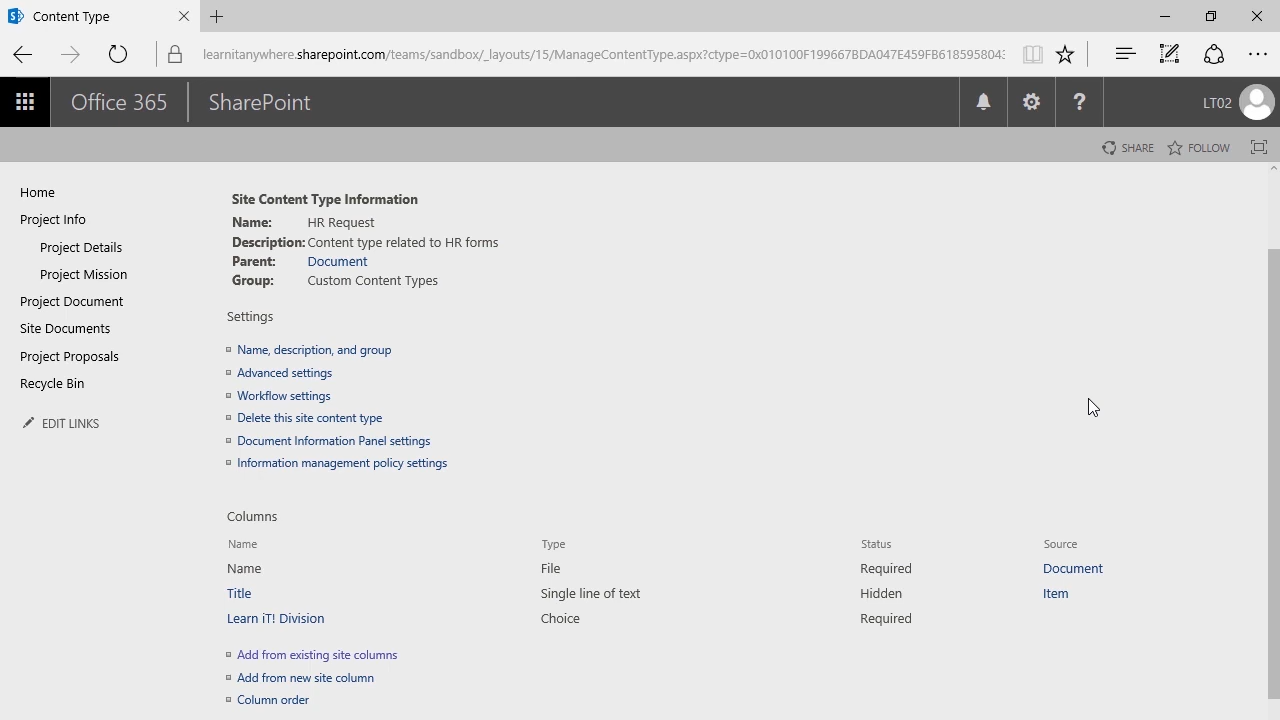 Content Type
learnitanywhere.sharepoint.com/teams/sandbox/_layouts/15/ManageContentType.aspx?ctype=0x010100F199667BDA047E459FB6185958043
Office 365 SharePoint ? LT02
SHARE FOLLOW
Home
Project Info
Project Details
Project Mission
Project Document
Site Documents
Project Proposals
Recycle Bin
EDIT LINKS
Site Content Type Information
Name: HR Request
Description: Content type related to HR forms
Parent: Document
Group: Custom Content Types
Settings
Name, description, and group
Advanced settings
Workflow settings
Delete this site content type
Document Information Panel settings
Information management policy settings
Columns
Name Type Status Source
Name File Required Document
Title Single line of text Hidden Item
Learn iT! Division Choice Required
Add from existing site columns
Add from new site column
Column order